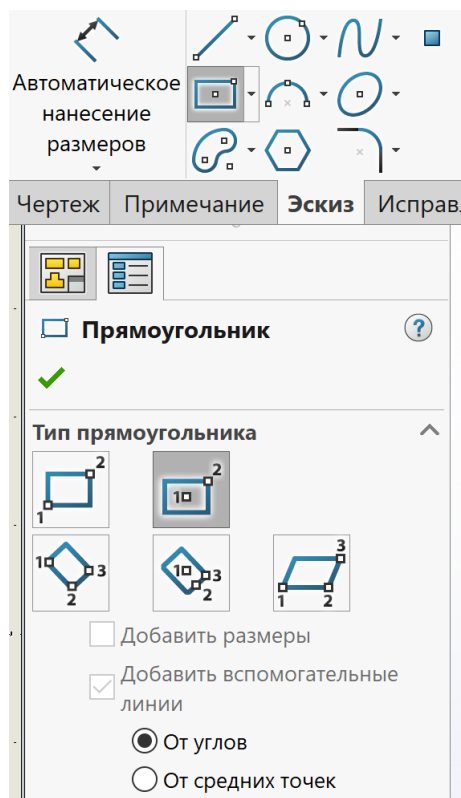 Автоматическое
нанесение
размеров
Чертеж Примечание Эскиз Исправл
Прямоугольник ?
Тип прямоугольника
1 2 1 2
1 2 3 1 2 3 1 2 3
Добавить размеры
Добавить вспомогательные
линии
От углов
От средних точек